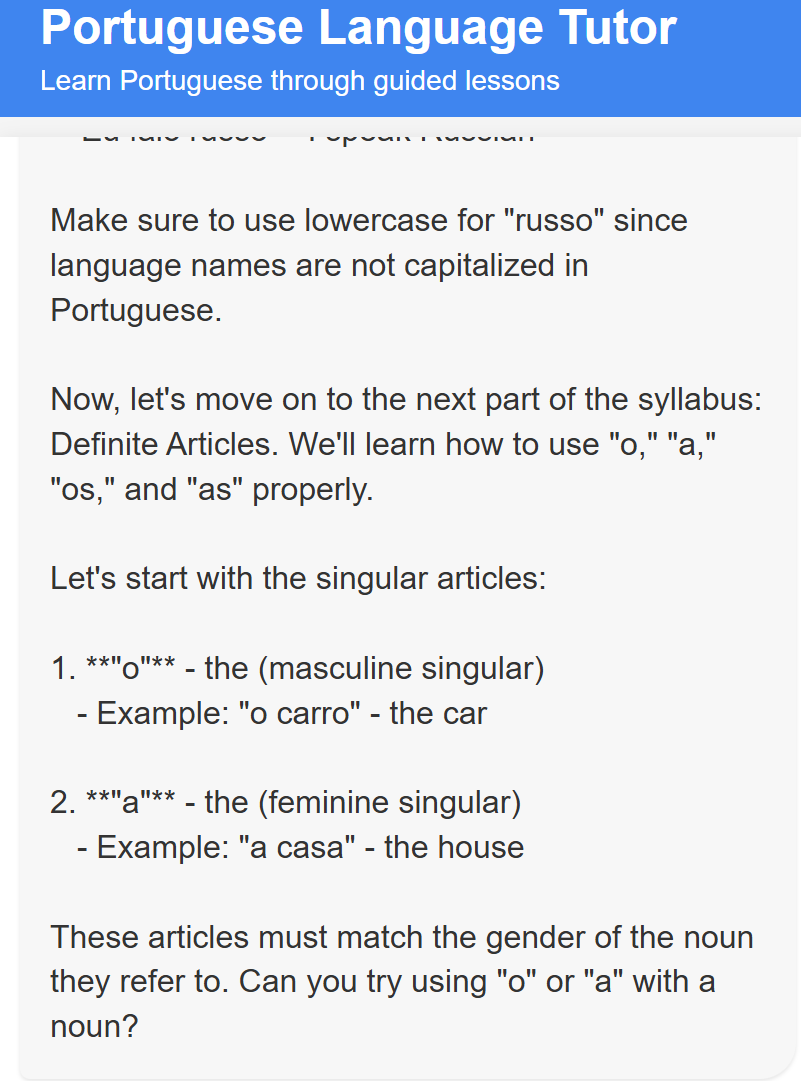 Portuguese Language Tutor
Learn Portuguese through guided lessons
Make sure to use lowercase for "russo" since
language names are not capitalized in
Portuguese.
Now, let's move on to the next part of the syllabus:
Definite Articles. We'll learn how to use "o," "a,"
"os," and "as" properly.
Let's start with the singular articles:
1. **"o"** - the (masculine singular)
- Example: "o carro" - the car
2. **"a"** - the (feminine singular)
- Example: "a casa" - the house
These articles must match the gender of the noun
they refer to. Can you try using "o" or "a" with a
noun?